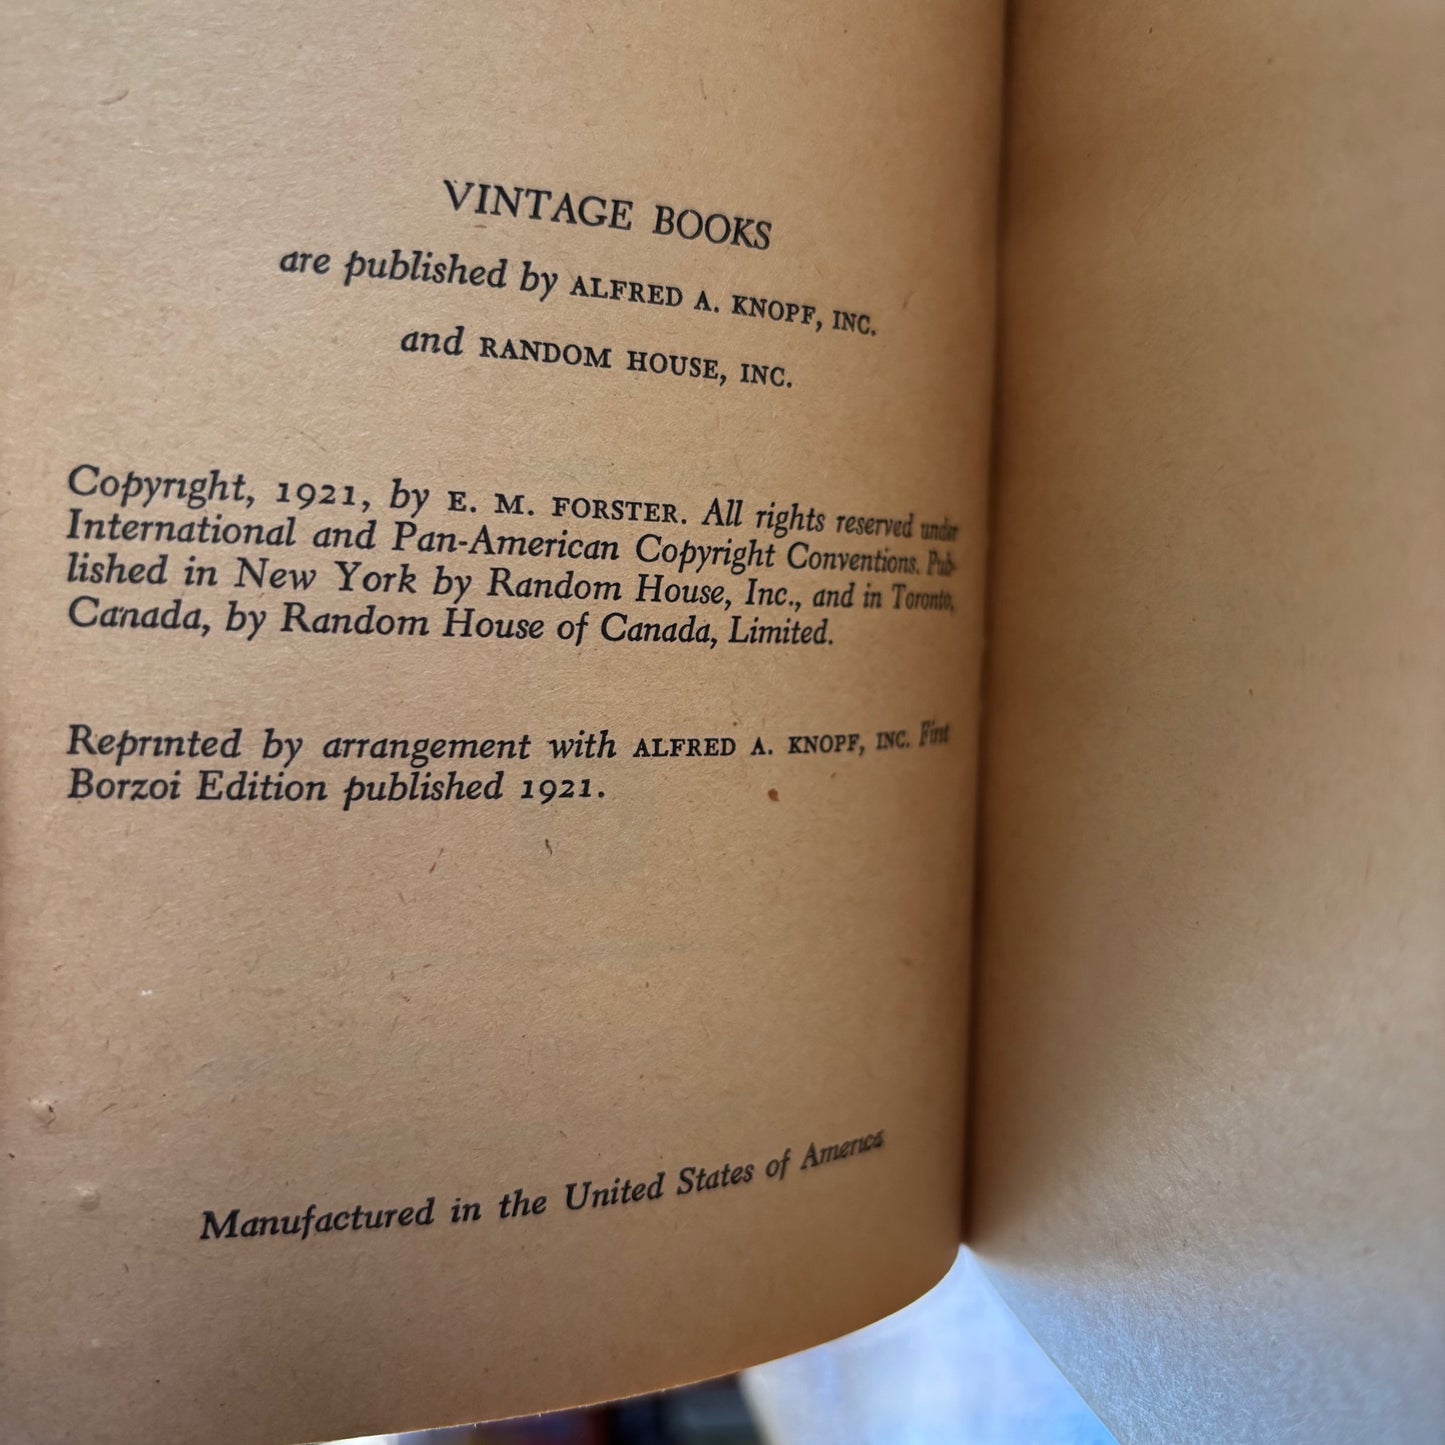 VINTAGE BOOKS
are published by ALFRED A. KNOPF, INC.
and RANDOM HOUSE, INC.
Copyright, 1921, by E. M. FORSTER. All rights reserved under
International and Pan-American Copyright Conventions. Pub-
lished in New York by Random House, Inc., and in Toronto,
Canada, by Random House of Canada, Limited.
Reprinted by arrangement with ALFRED A. KNOPF, INC. First
Borzoi Edition published 1921.
Manufactured in the United States of America